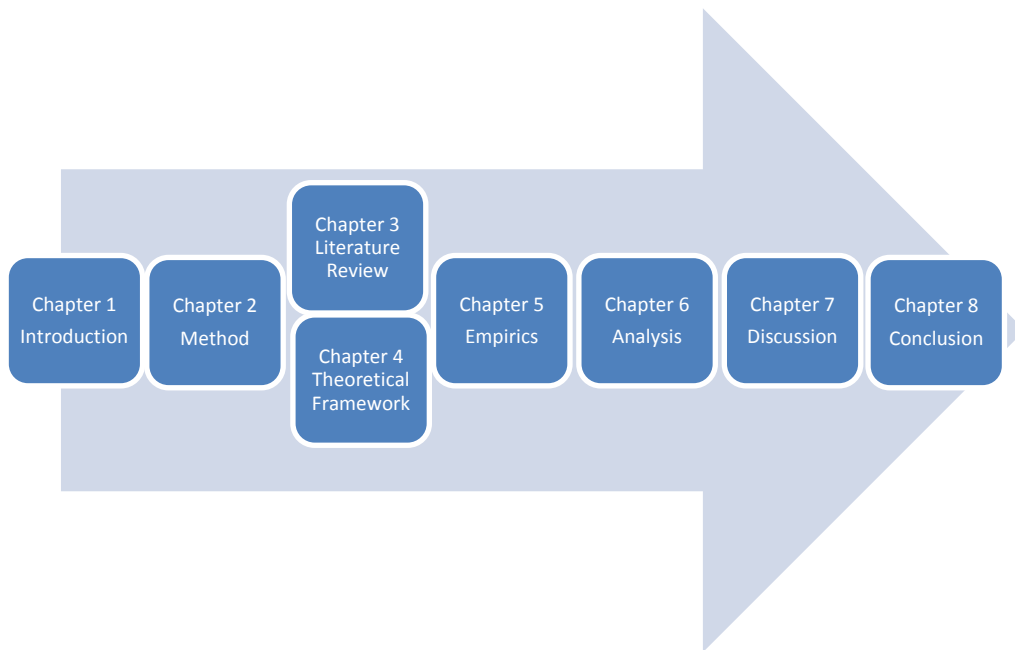 Chapter 1
Introduction
Chapter 2
Method
Chapter 3
Literature
Review
Chapter 4
Theoretical
Framework
Chapter 5
Empirics
Chapter 6
Analysis
Chapter 7
Discussion
Chapter 8
Conclusion